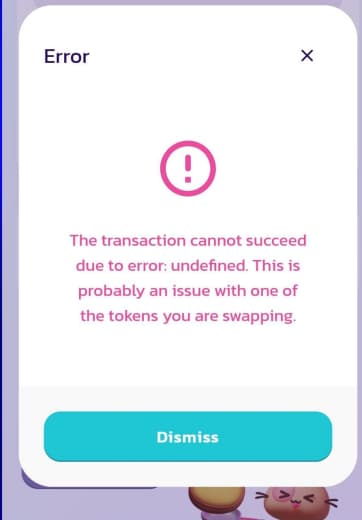 Error
The transaction cannot succeed
due to error: undefined. This is
probably an issue with one of
the tokens you are swapping.
Dismiss